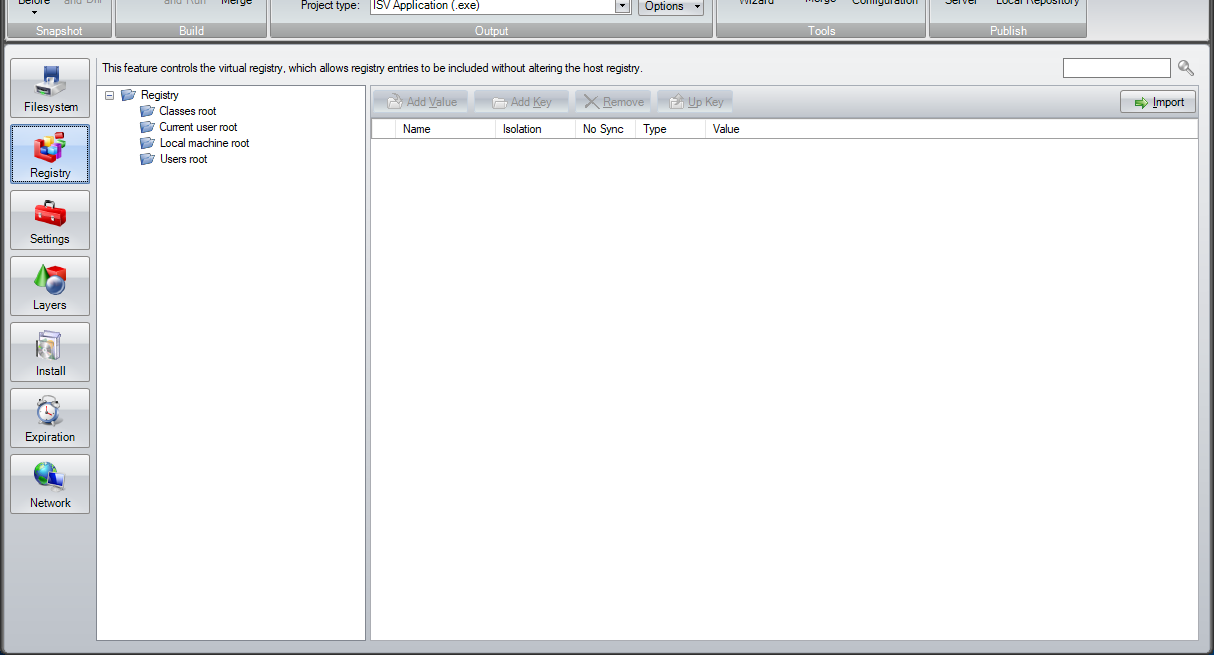 Before and Diff and Run Merge Project type: ISV Application (.exe) Options Wizard Merge Configuration Server Local Repository
Snapshot Build Output Tools Publish
This feature controls the virtual registry, which allows registry entries to be included without altering the host registry.
Filesystem
Registry
Settings
Layers
Install
Expiration
Network
Registry
Classes root
Current user root
Local machine root
Users root
Add Value Add Key Remove Up Key Import
Name Isolation No Sync Type Value